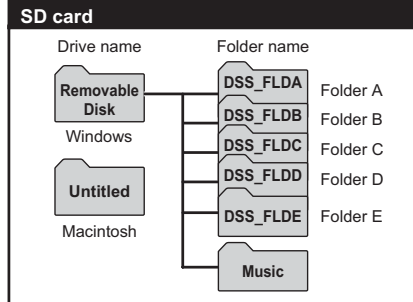 SD card
Drive name
Folder name
Removable
Disk
Windows
Untitled
Macintosh
DSS_FLDA
Folder A
DSS_FLDB
Folder B
DSS_FLDC
Folder C
DSS_FLDD
Folder D
DSS_FLDE
Folder E
Music